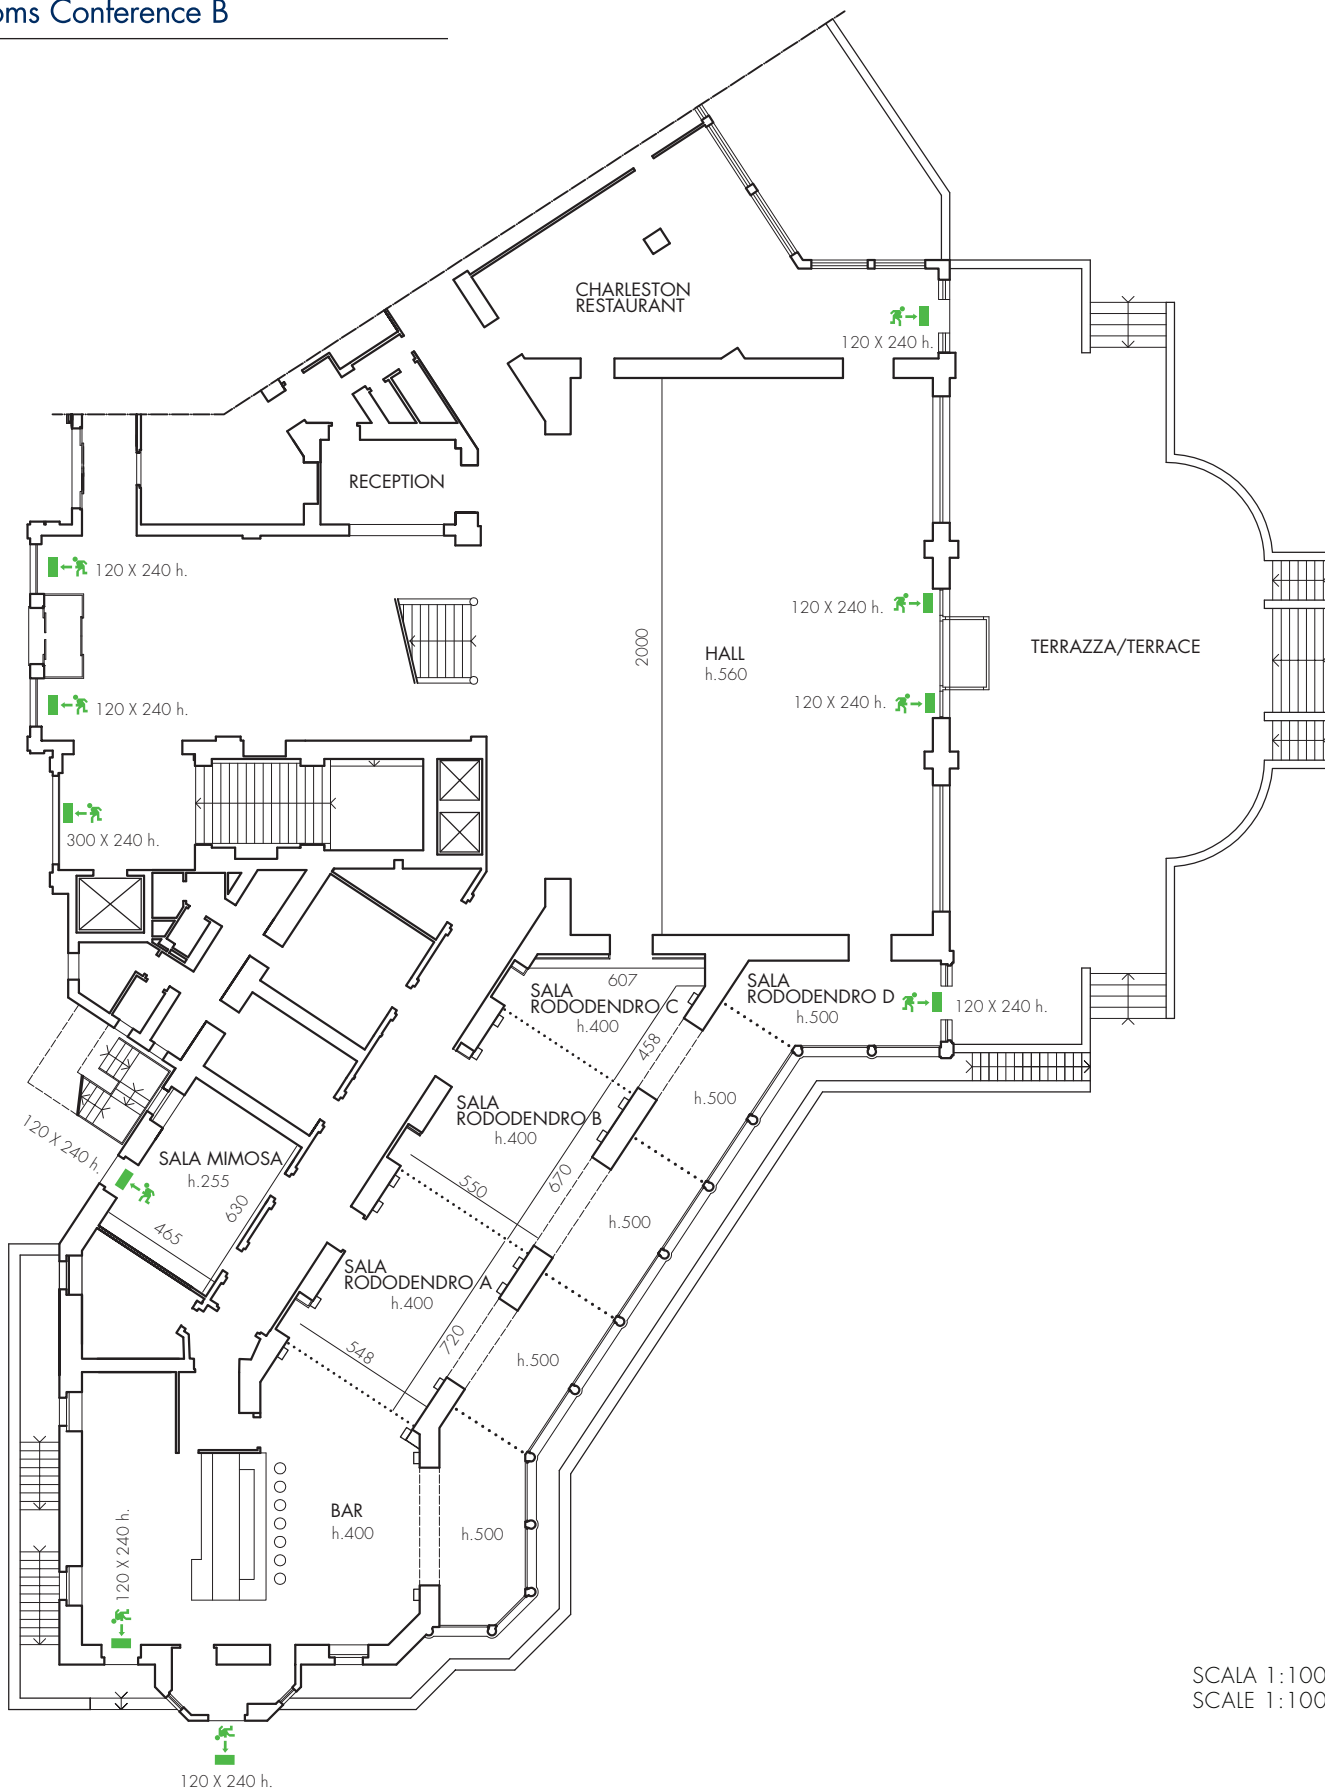 oms Conference B
CHARLESTON
RESTAURANT
120 X 240 h.
RECEPTION
120 X 240 h.
120 X 240 h.
2000
HALL
h.560
TERRAZZA/TERRACE
120 X 240 h.
120 X 240 h.
300 X 240 h.
607
SALA
RODODENDRO C
h.400
SALA
RODODENDRO D
h.500
120 X 240 h.
458
h.500
SALA
RODODENDRO B
h.400
120 X 240 h.
SALA MIMOSA
h.255
630
465
550
670
h.500
SALA
RODODENDRO A
h.400
548
720
h.500
BAR
h.400
h.500
120 X 240 h.
SCALA 1:100
SCALE 1:100
120 X 240 h.